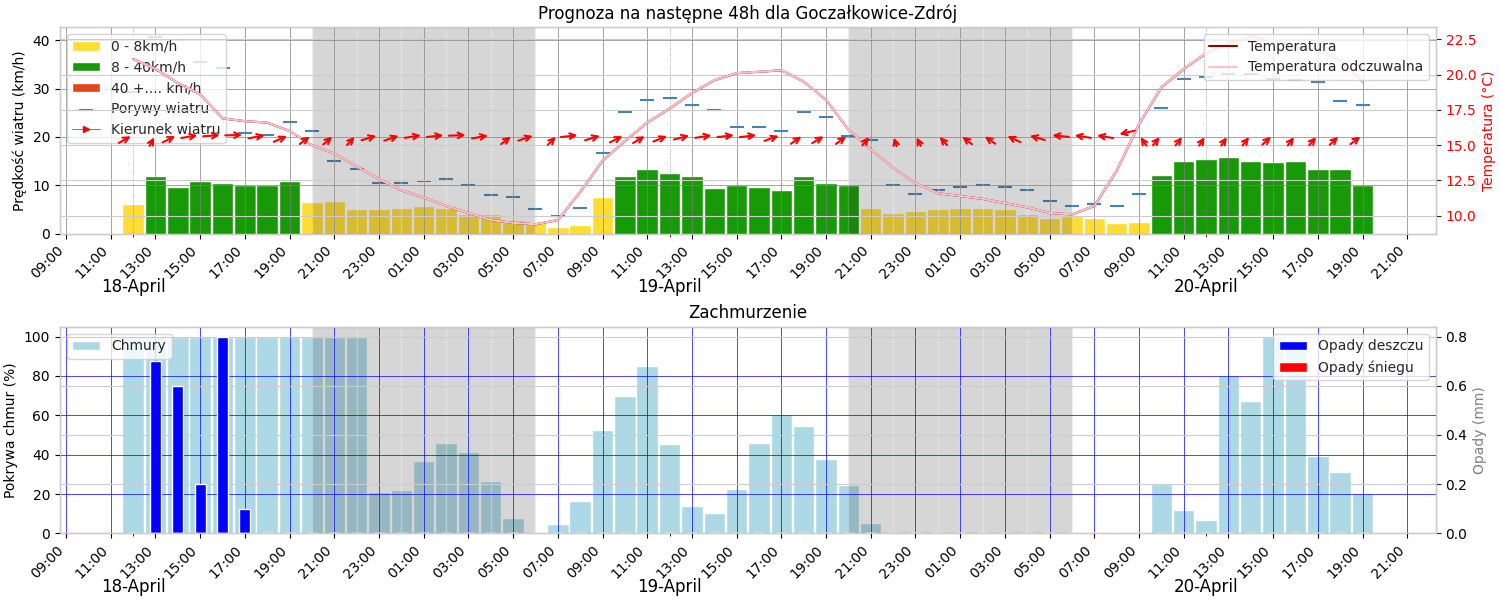 Prognoza na następne 48h dla Goczałkowice-Zdrój
0 - 8km/h
8 - 40km/h
40 +.... km/h
Porywy wiatru
Kierunek wiatru
Temperatura
Temperatura odczuwalna
Prędkość wiatru (km/h)
40
30
20
10
0
22.5
20.0
17.5
15.0
12.5
10.0
Temperatura (°C)
09:00 11:00 13:00 15:00 17:00 19:00 21:00 23:00 01:00 03:00 05:00 07:00 09:00 11:00 13:00 15:00 17:00 19:00 21:00 23:00 01:00 03:00 05:00 07:00 09:00 11:00 13:00 15:00 17:00 19:00 21:00
18-April 19-April 20-April
Zachmurzenie
Chmury
Opady deszczu
Opady śniegu
Pokrywa chmur (%)
100
80
60
40
20
0
0.8
0.6
0.4
0.2
0.0
Opady (mm)
09:00 11:00 13:00 15:00 17:00 19:00 21:00 23:00 01:00 03:00 05:00 07:00 09:00 11:00 13:00 15:00 17:00 19:00 21:00 23:00 01:00 03:00 05:00 07:00 09:00 11:00 13:00 15:00 17:00 19:00 21:00
18-April 19-April 20-April